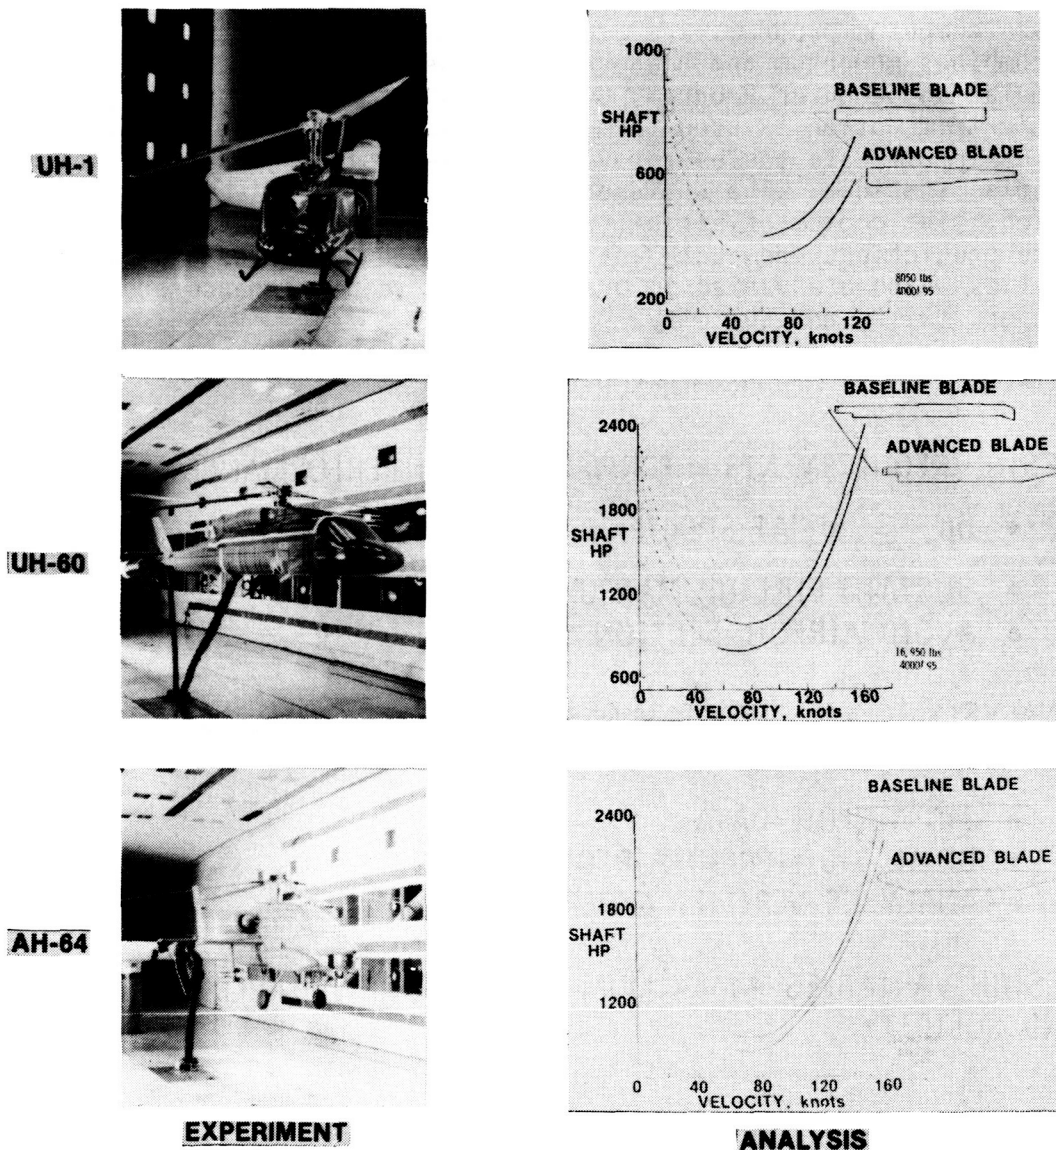 UH-1
1000
BASELINE BLADE
SHAFT
HP
ADVANCED BLADE
600
8050 lbs
4000/ 95
200
0 40 80 120
VELOCITY, knots
UH-60
BASELINE BLADE
2400
ADVANCED BLADE
1800
SHAFT
HP
1200
16,950 lbs
4000/ 95
600
0 40 80 120 160
VELOCITY, knots
AH-64
BASELINE BLADE
2400
ADVANCED BLADE
1800
SHAFT
HP
1200
0 40 80 120 160
VELOCITY, knots
EXPERIMENT
ANALYSIS